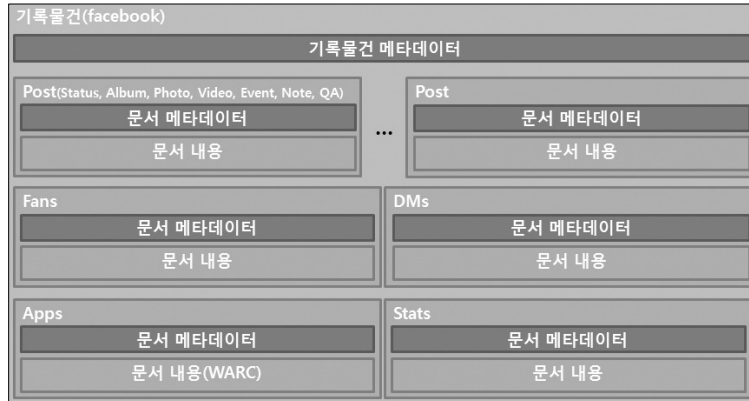 기록물건(facebook)
기록물건 메타데이터
Post(Status, Album, Photo, Video, Event, Note, QA)
문서 메타데이터
문서 내용
...
Post
문서 메타데이터
문서 내용
Fans
문서 메타데이터
문서 내용
DMs
문서 메타데이터
문서 내용
Apps
문서 메타데이터
문서 내용(WARC)
Stats
문서 메타데이터
문서 내용